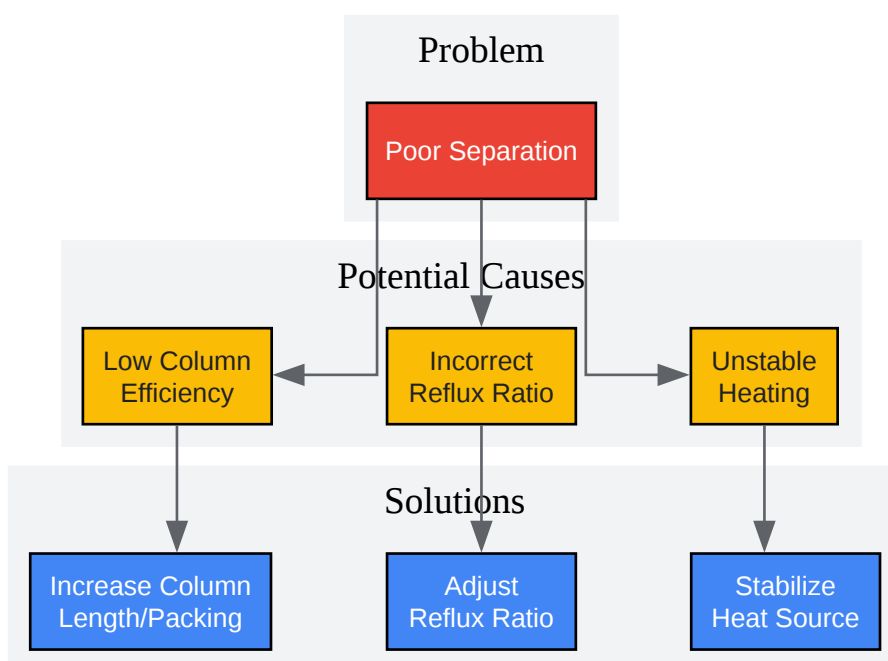 Problem
Poor Separation
Potential Causes
Low Column
Efficiency
Incorrect
Reflux Ratio
Unstable
Heating
Solutions
Increase Column
Length/Packing
Adjust
Reflux Ratio
Stabilize
Heat Source